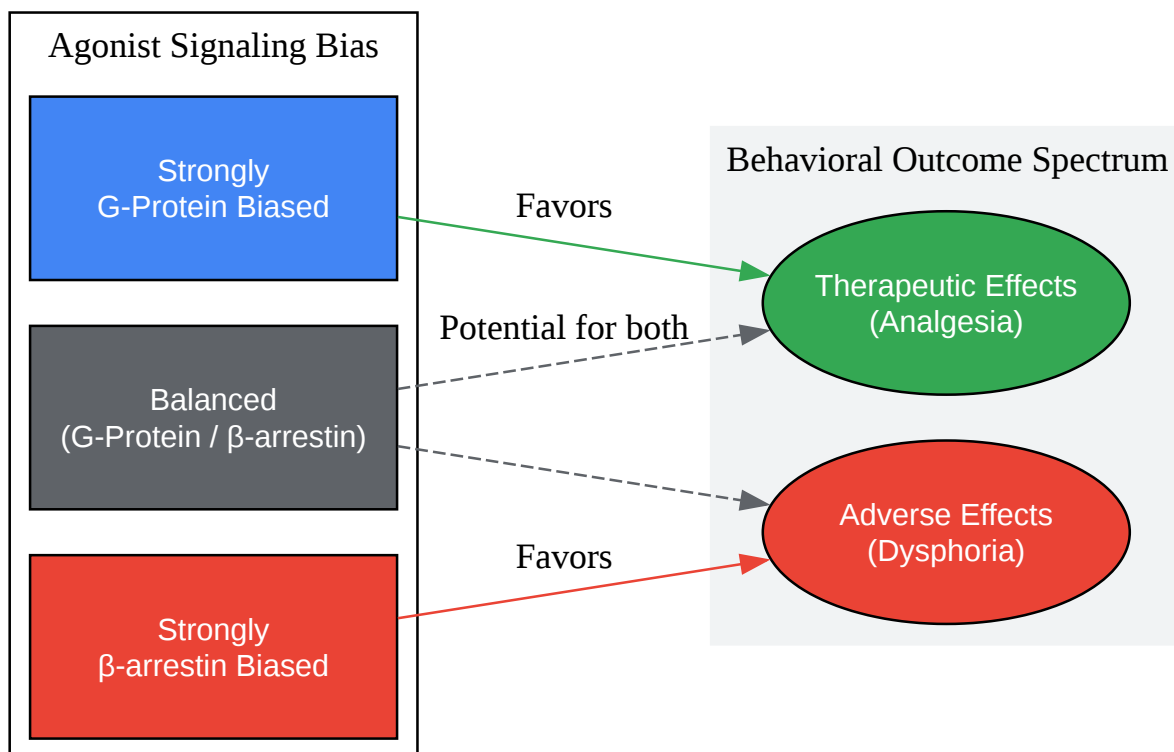 Agonist Signaling Bias
Strongly
G-Protein Biased
Balanced
(G-Protein / β-arrestin)
Strongly
β-arrestin Biased
Favors
Potential for both
Favors
Behavioral Outcome Spectrum
Therapeutic Effects
(Analgesia)
Adverse Effects
(Dysphoria)